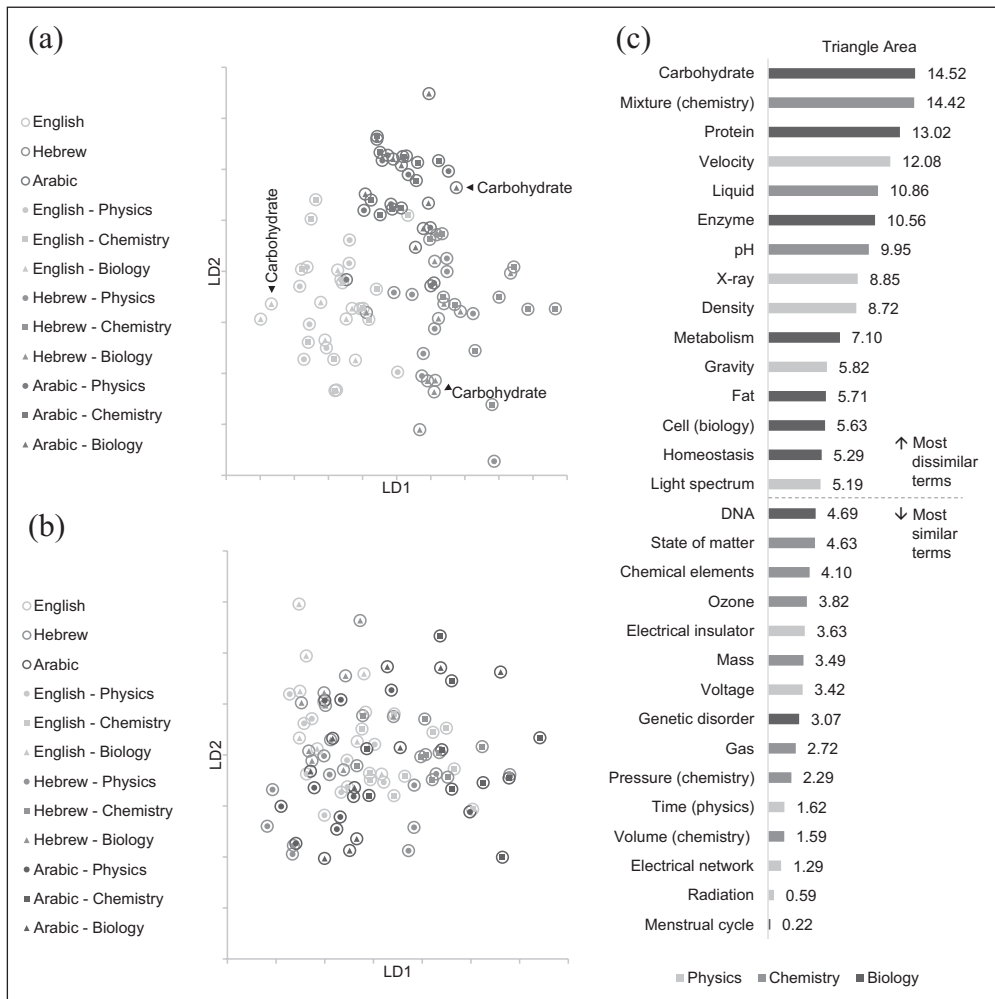 (a)
English
Hebrew
Arabic
English - Physics
English - Chemistry
English - Biology
Hebrew - Physics
Hebrew - Chemistry
Hebrew - Biology
Arabic - Physics
Arabic - Chemistry
Arabic - Biology
LD2
Carbohydrate
Carbohydrate
Carbohydrate
LD1
(b)
English
Hebrew
Arabic
English - Physics
English - Chemistry
English - Biology
Hebrew - Physics
Hebrew - Chemistry
Hebrew - Biology
Arabic - Physics
Arabic - Chemistry
Arabic - Biology
LD2
LD1
(c)
Triangle Area
Carbohydrate 14.52
Mixture (chemistry) 14.42
Protein 13.02
Velocity 12.08
Liquid 10.86
Enzyme 10.56
pH 9.95
X-ray 8.85
Density 8.72
Metabolism 7.10
Gravity 5.82
Fat 5.71
Cell (biology) 5.63
Homeostasis 5.29
Light spectrum 5.19
↑ Most
dissimilar
terms
DNA 4.69
State of matter 4.63
Chemical elements 4.10
Ozone 3.82
Electrical insulator 3.63
Mass 3.49
Voltage 3.42
Genetic disorder 3.07
Gas 2.72
Pressure (chemistry) 2.29
Time (physics) 1.62
Volume (chemistry) 1.59
Electrical network 1.29
Radiation 0.59
Menstrual cycle 0.22
↓ Most
similar
terms
Physics Chemistry Biology